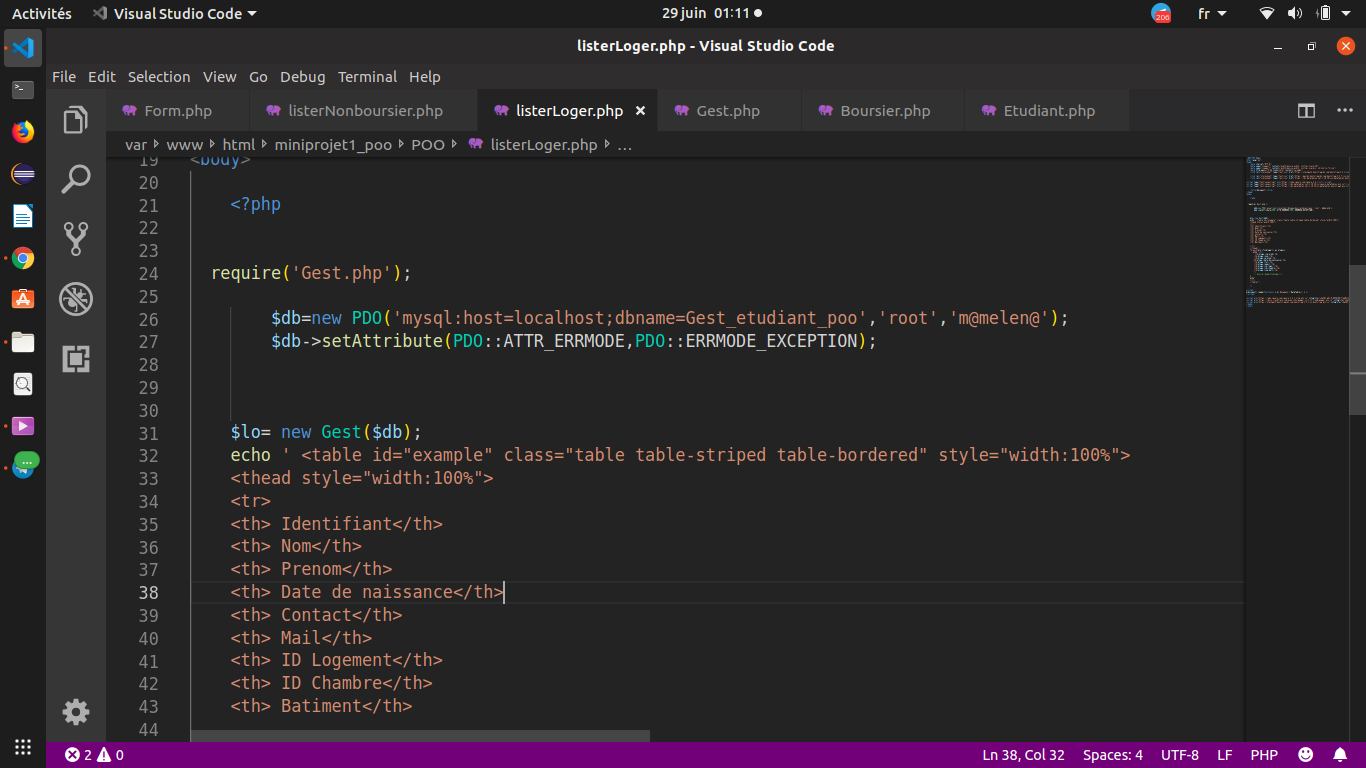 Activités Visual Studio Code 29 juin 01:11 206 fr
listerLoger.php - Visual Studio Code
File Edit Selection View Go Debug Terminal Help
Form.php listerNonboursier.php listerLoger.php Gest.php Boursier.php Etudiant.php
var www html miniprojet1_poo POO listerLoger.php ...
19 <body>
20
21 <?php
22
23
24 require('Gest.php');
25
26 $db=new PDO('mysql:host=localhost;dbname=Gest_etudiant_poo','root','m@melen@');
27 $db->setAttribute(PDO::ATTR_ERRMODE,PDO::ERRMODE_EXCEPTION);
28
29
30
31 $lo= new Gest($db);
32 echo ' <table id="example" class="table table-striped table-bordered" style="width:100%">
33 <thead style="width:100%">
34 <tr>
35 <th> Identifiant</th>
36 <th> Nom</th>
37 <th> Prenom</th>
38 <th> Date de naissance</th>
39 <th> Contact</th>
40 <th> Mail</th>
41 <th> ID Logement</th>
42 <th> ID Chambre</th>
43 <th> Batiment</th>
44
2 0 Ln 38, Col 32 Spaces: 4 UTF-8 LF PHP